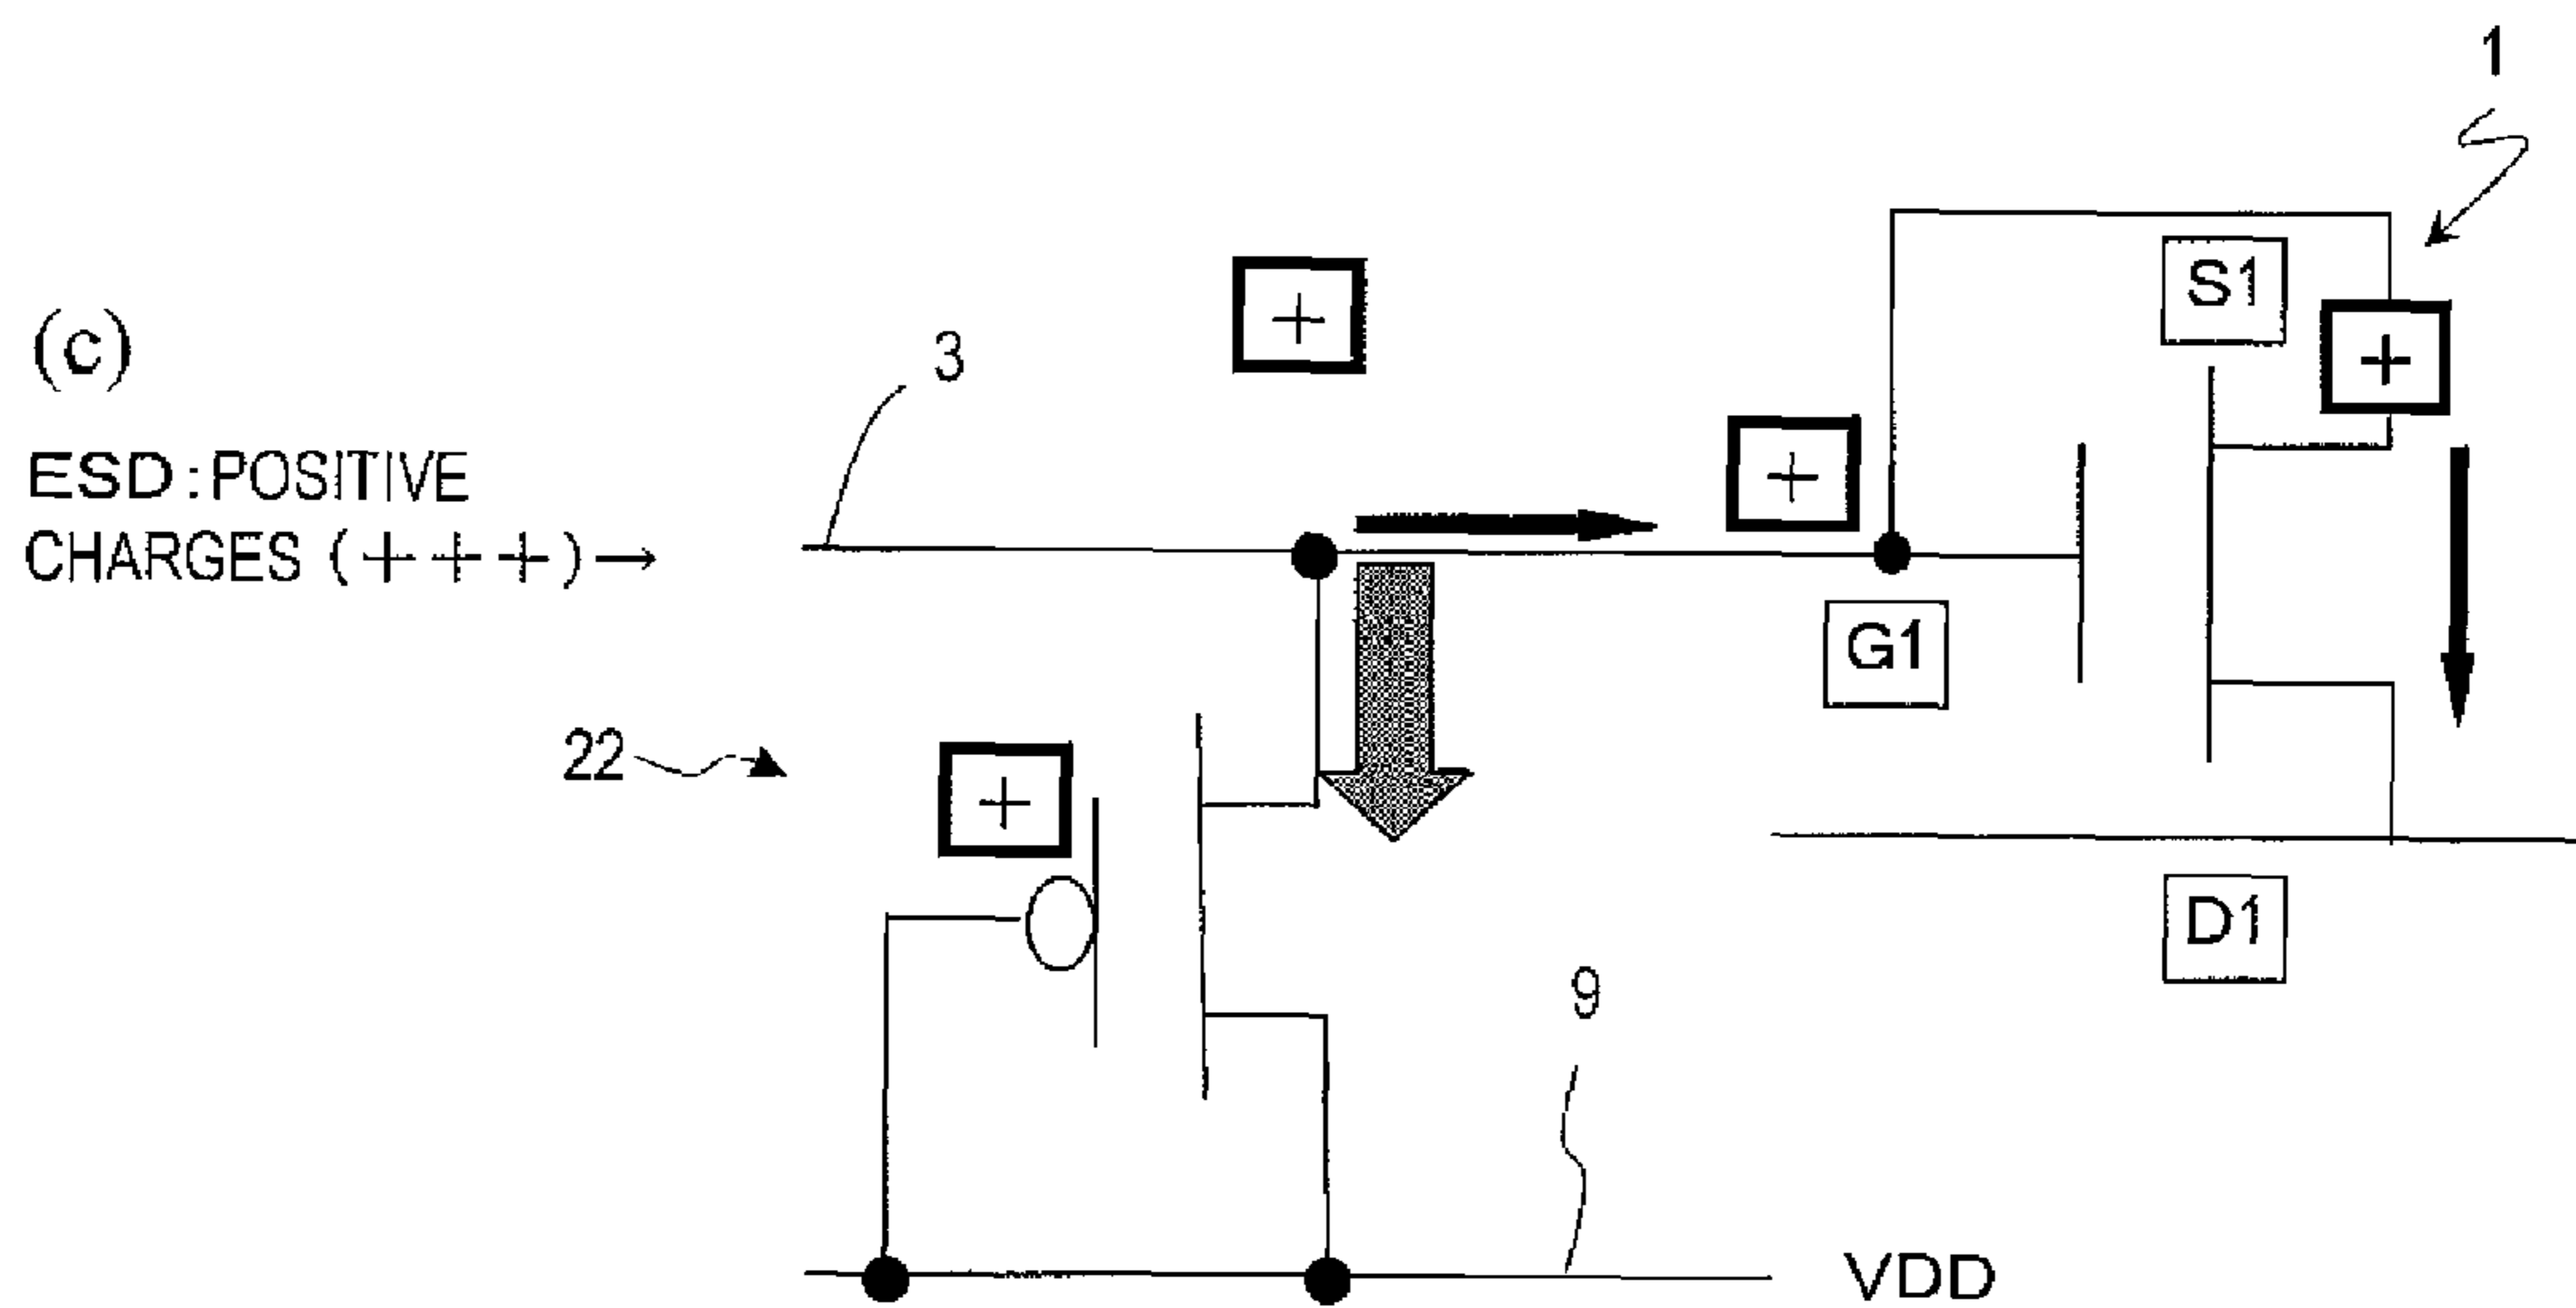 1
S1
+
+
(c)
3
+
ESD:POSITIVE
CHARGES (+++)→
G1
22
+
D1
9
VDD